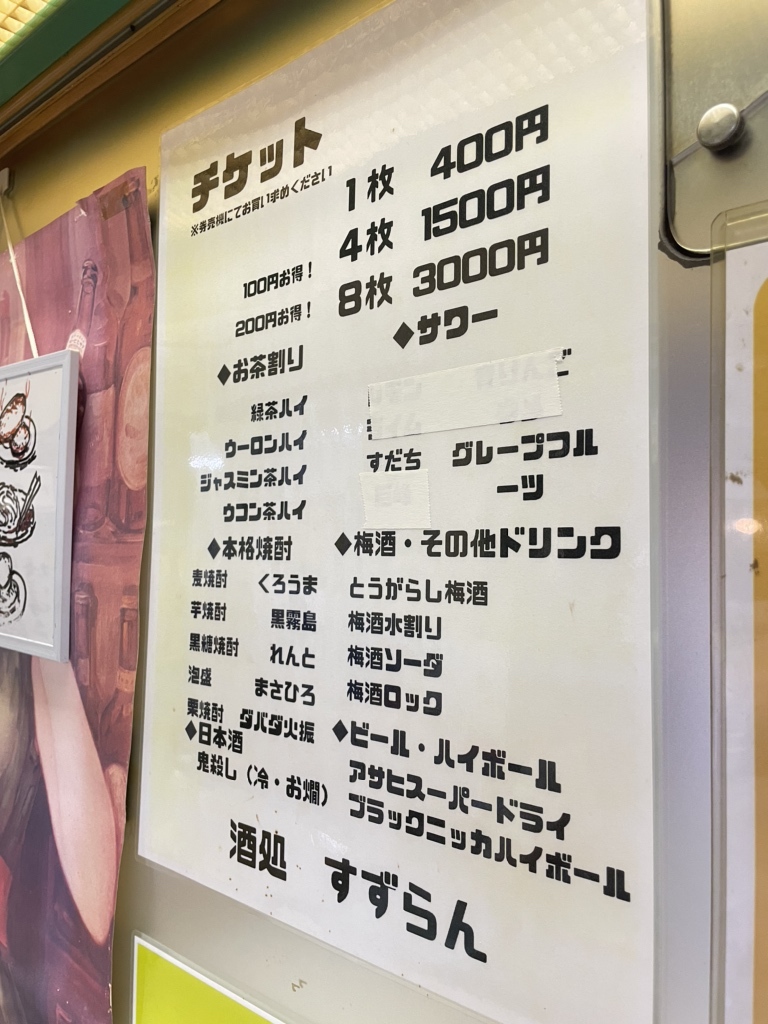 チケット
※券売機にてお買い求めください
1枚 400円
4枚 1500円
100円お得！
8枚 3000円
200円お得！
◆お茶割り
緑茶ハイ
ウーロンハイ
ジャスミン茶ハイ
ウコン茶ハイ
◆サワー
すだち グレープフル
ーツ
◆本格焼酎
麦焼酎 くろうま
芋焼酎 黒霧島
黒糖焼酎 れんと
泡盛 まさひろ
栗焼酎 ダバダ火振
◆日本酒
鬼殺し（冷・お燗）
◆梅酒・その他ドリンク
とうがらし梅酒
梅酒水割り
梅酒ソーダ
梅酒ロック
◆ビール・ハイボール
アサヒスーパードライ
ブラックニッカハイボール
酒処 すずらん